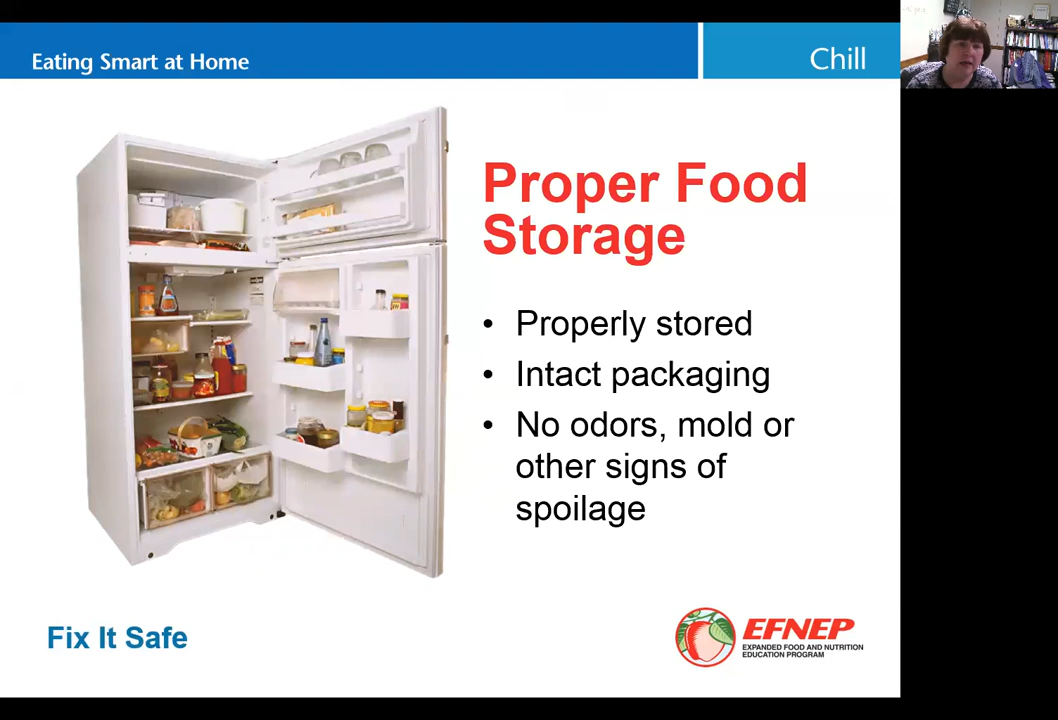 Eating Smart at Home
Chill
Proper Food
Storage
• Properly stored
• Intact packaging
• No odors, mold or
other signs of
spoilage
Fix It Safe
EFNEP
EXPANDED FOOD AND NUTRITION
EDUCATION PROGRAM